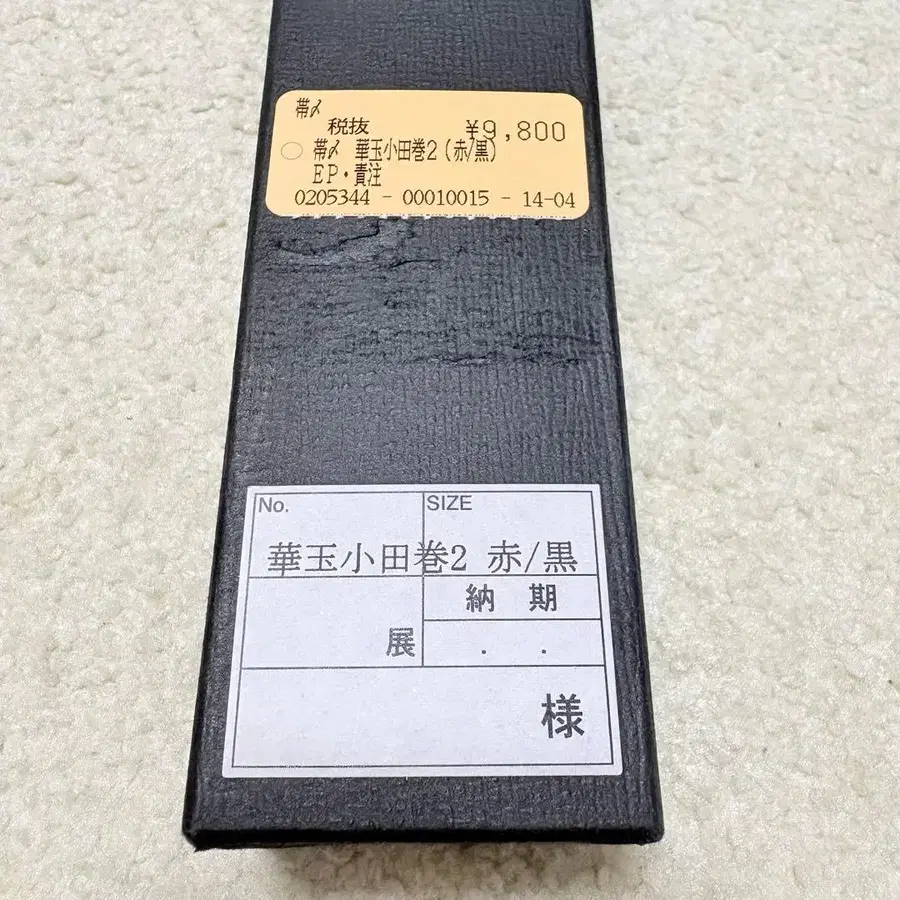 帯〆
税抜 ¥9,800
帯〆 華玉小田巻2(赤/黒)
EP・責注
0205344 - 00010015 - 14-04
No. SIZE
華玉小田巻2 赤/黒
納 期
展 . .
様